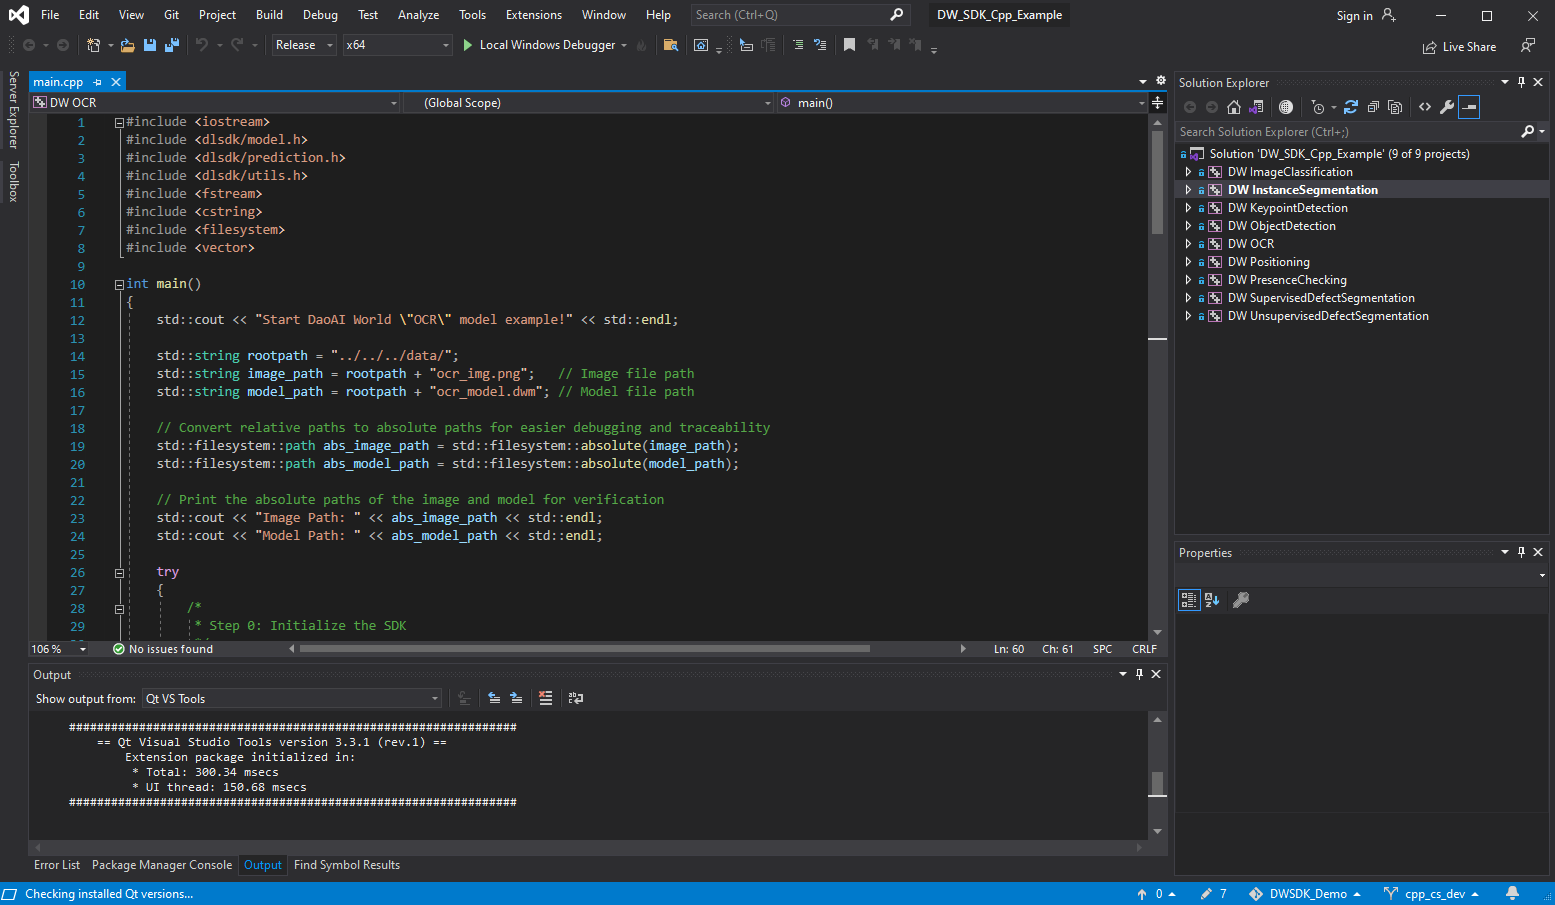 File Edit View Git Project Build Debug Test Analyze Tools Extensions Window Help Search (Ctrl+Q) DW_SDK_Cpp_Example Sign in
Release x64 Local Windows Debugger Live Share
Server Explorer
Toolbox
main.cpp
DW OCR (Global Scope) main()
1 #include <iostream>
2 #include <dlsdk/model.h>
3 #include <dlsdk/prediction.h>
4 #include <dlsdk/utils.h>
5 #include <fstream>
6 #include <cstring>
7 #include <filesystem>
8 #include <vector>
9
10 int main()
11 {
12 std::cout << "Start DaoAI World \"OCR\" model example!" << std::endl;
13
14 std::string rootpath = "../../../data/";
15 std::string image_path = rootpath + "ocr_img.png"; // Image file path
16 std::string model_path = rootpath + "ocr_model.dwm"; // Model file path
17
18 // Convert relative paths to absolute paths for easier debugging and traceability
19 std::filesystem::path abs_image_path = std::filesystem::absolute(image_path);
20 std::filesystem::path abs_model_path = std::filesystem::absolute(model_path);
21
22 // Print the absolute paths of the image and model for verification
23 std::cout << "Image Path: " << abs_image_path << std::endl;
24 std::cout << "Model Path: " << abs_model_path << std::endl;
25
26 try
27 {
28 /*
29 * Step 0: Initialize the SDK
106 % No issues found Ln: 60 Ch: 61 SPC CRLF
Output
Show output from: Qt VS Tools
################################################################
== Qt Visual Studio Tools version 3.3.1 (rev.1) ==
Extension package initialized in:
* Total: 300.34 msecs
* UI thread: 150.68 msecs
################################################################
Error List Package Manager Console Output Find Symbol Results
Solution Explorer
Search Solution Explorer (Ctrl+;)
Solution 'DW_SDK_Cpp_Example' (9 of 9 projects)
DW ImageClassification
DW InstanceSegmentation
DW KeypointDetection
DW ObjectDetection
DW OCR
DW Positioning
DW PresenceChecking
DW SupervisedDefectSegmentation
DW UnsupervisedDefectSegmentation
Properties
Checking installed Qt versions... 0 7 DWSDK_Demo cpp_cs_dev